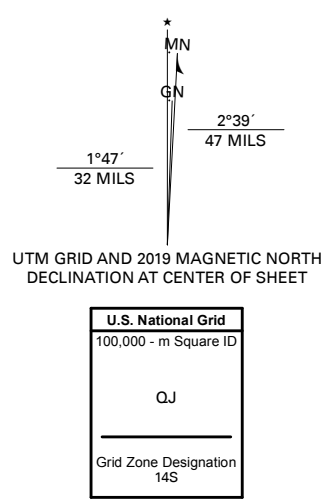 MN
GN
2°39´
47 MILS
1°47´
32 MILS
UTM GRID AND 2019 MAGNETIC NORTH
DECLINATION AT CENTER OF SHEET
U.S. National Grid
100,000 - m Square ID
QJ
Grid Zone Designation
14S